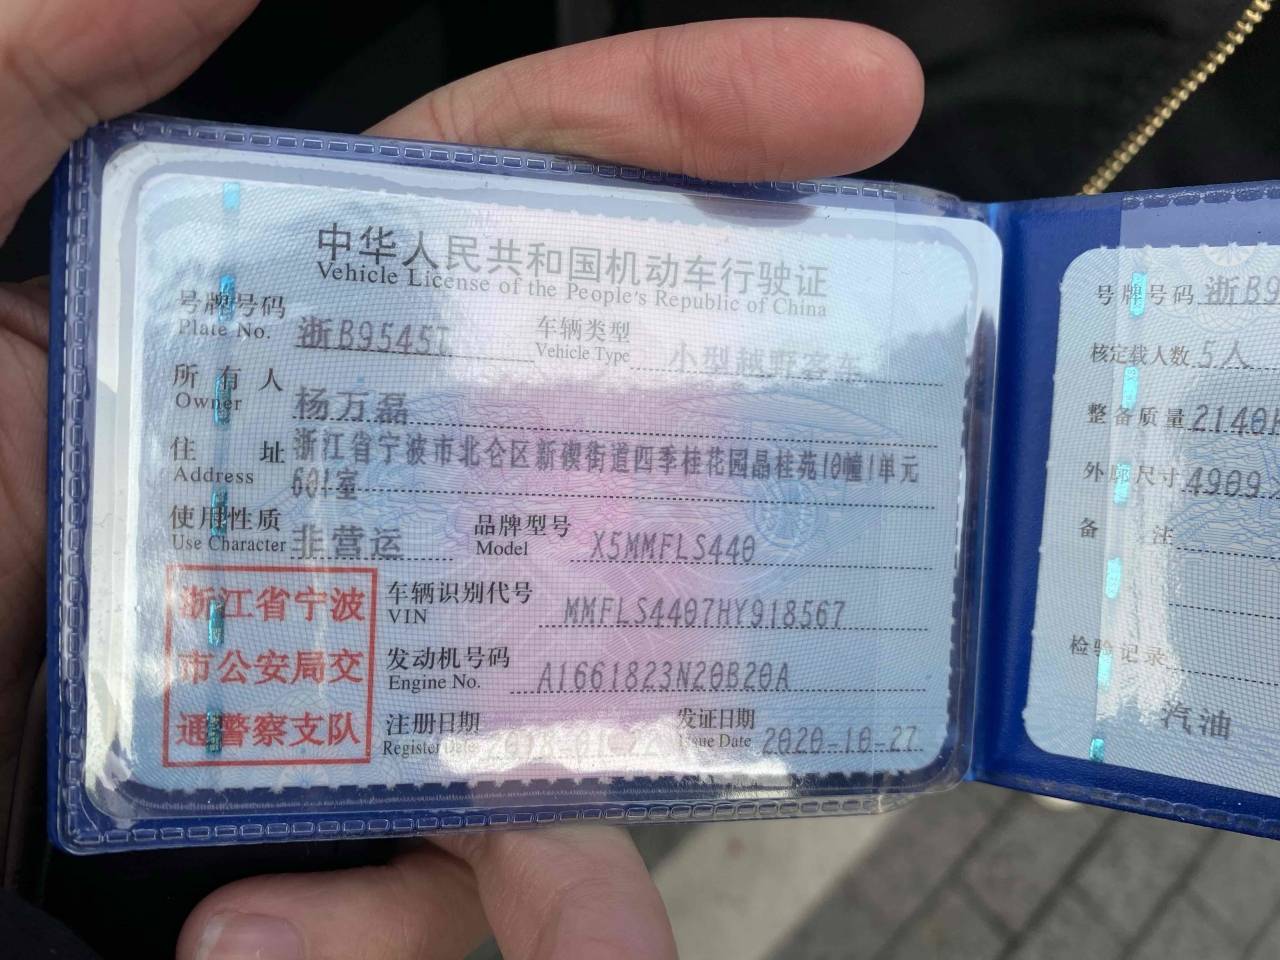 中华人民共和国机动车行驶证
Vehicle License of the People's Republic of China
号牌号码 浙B9545T 车辆类型 小型越野客车
Plate No. Vehicle Type
所有人 杨万磊
Owner
住址 浙江省宁波市北仑区新碶街道四季桂花园晶桂苑10幢1单元
Address 601室
使用性质 非营运 品牌型号 X5MMFLS440
Use Character Model
浙江省宁波
市公安局交
通警察支队
车辆识别代号 MMFLS4407HY918567
VIN
发动机号码 A1661823N20B20A
Engine No.
注册日期 2018-01-22 发证日期 2020-10-27
Register Date Issue Date
号牌号码 浙B9
核定载人数 5人
整备质量 2140
外廓尺寸 4909
备注
检验记录
汽油